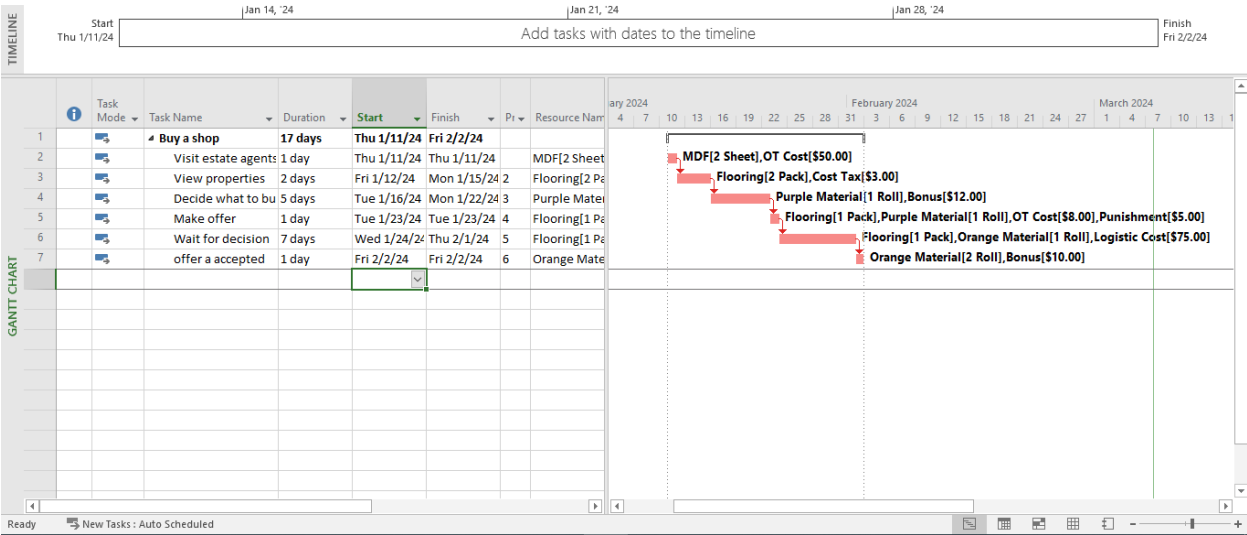 TIMELINE
Jan 14, '24 Jan 21, '24 Jan 28, '24
Start
Thu 1/11/24
Add tasks with dates to the timeline
Finish
Fri 2/2/24
GANTT CHART
Task Mode Task Name Duration Start Finish Pr Resource Nam
1 Buy a shop 17 days Thu 1/11/24 Fri 2/2/24
2 Visit estate agents 1 day Thu 1/11/24 Thu 1/11/24 MDF[2 Sheet
3 View properties 2 days Fri 1/12/24 Mon 1/15/24 2 Flooring[2 Pa
4 Decide what to bu 5 days Tue 1/16/24 Mon 1/22/24 3 Purple Mater
5 Make offer 1 day Tue 1/23/24 Tue 1/23/24 4 Flooring[1 Pa
6 Wait for decision 7 days Wed 1/24/24 Thu 2/1/24 5 Flooring[1 Pa
7 offer a accepted 1 day Fri 2/2/24 Fri 2/2/24 6 Orange Mate
ary 2024 February 2024 March 2024
4 7 10 13 16 19 22 25 28 31 3 6 9 12 15 18 21 24 27 1 4 7 10 13 1
MDF[2 Sheet],OT Cost[$50.00]
Flooring[2 Pack],Cost Tax[$3.00]
Purple Material[1 Roll],Bonus[$12.00]
Flooring[1 Pack],Purple Material[1 Roll],OT Cost[$8.00],Punishment[$5.00]
Flooring[1 Pack],Orange Material[1 Roll],Logistic Cost[$75.00]
Orange Material[2 Roll],Bonus[$10.00]
Ready New Tasks : Auto Scheduled